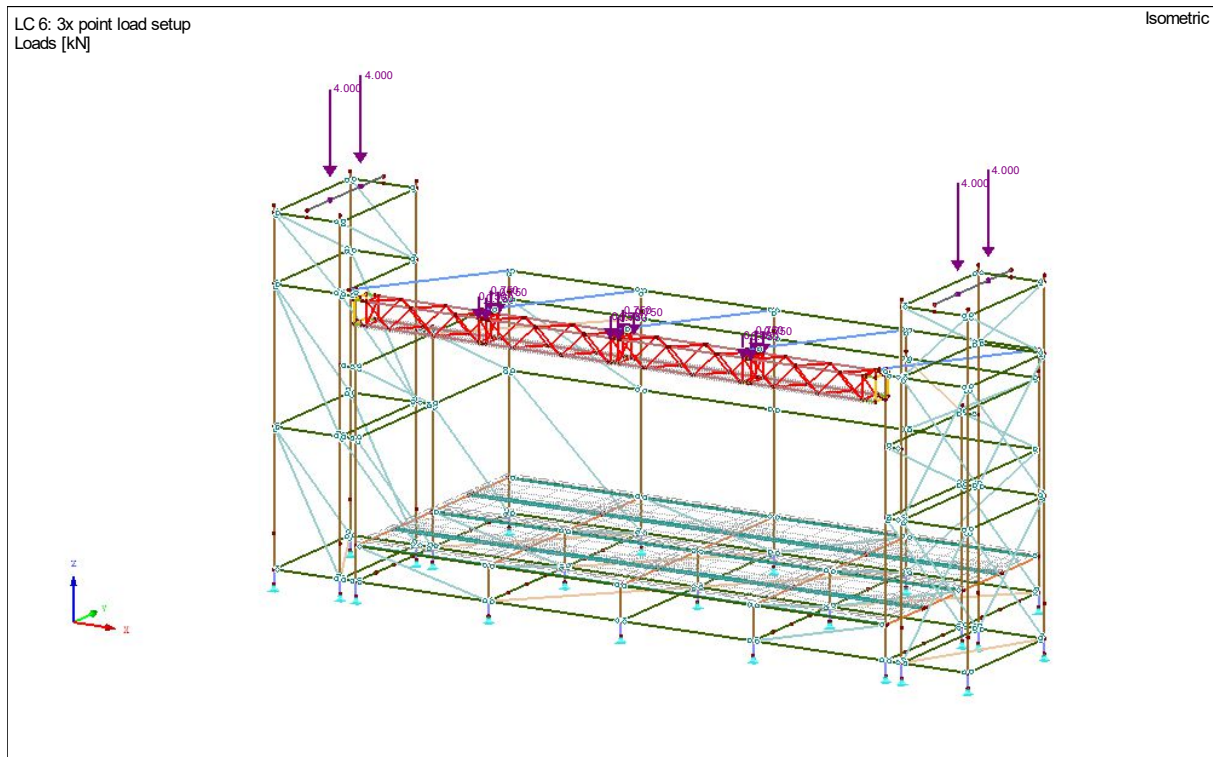 LC 6: 3x point load setup
Loads [kN]
Isometric
4.000
4.000
4.000
4.000
Z
Y
X